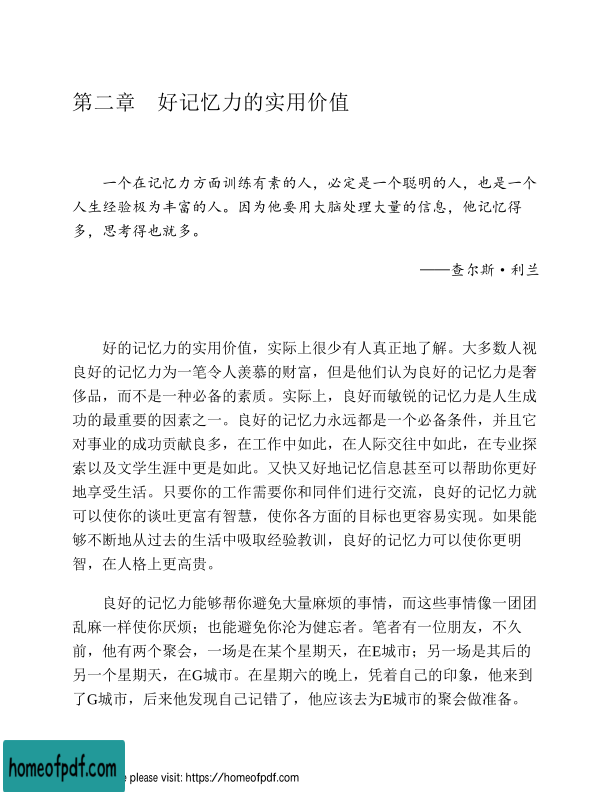 第二章　好记忆力的实用价值
一个在记忆力方面训练有素的人，必定是一个聪明的人，也是一个
人生经验极为丰富的人。因为他要用大脑处理大量的信息，他记忆得
多，思考得也就多。
——查尔斯·利兰
好的记忆力的实用价值，实际上很少有人真正地了解。大多数人视
良好的记忆力为一笔令人羡慕的财富，但是他们认为良好的记忆力是奢
侈品，而不是一种必备的素质。实际上，良好而敏锐的记忆力是人生成
功的最重要的因素之一。良好的记忆力永远都是一个必备条件，并且它
对事业的成功贡献良多，在工作中如此，在人际交往中如此，在专业探
索以及文学生涯中更是如此。又快又好地记忆信息甚至可以帮助你更好
地享受生活。只要你的工作需要你和同伴们进行交流，良好的记忆力就
可以使你的谈吐更富有智慧，使你各方面的目标也更容易实现。如果能
够不断地从过去的生活中吸取经验教训，良好的记忆力可以使你更明
智，在人格上更高贵。
良好的记忆力能够帮你避免大量麻烦的事情，而这些事情像一团团
乱麻一样使你厌烦；也能避免你沦为健忘者。笔者有一位朋友，不久
前，他有两个聚会，一场是在某个星期天，在E城市；另一场是其后的
另一个星期天，在G城市。在星期六的晚上，凭着自己的印象，他来到
了G城市，后来他发现自己记错了，他应该去为E城市的聚会做准备。
homeofpdf.com
e please visit: https://homeofpdf.com